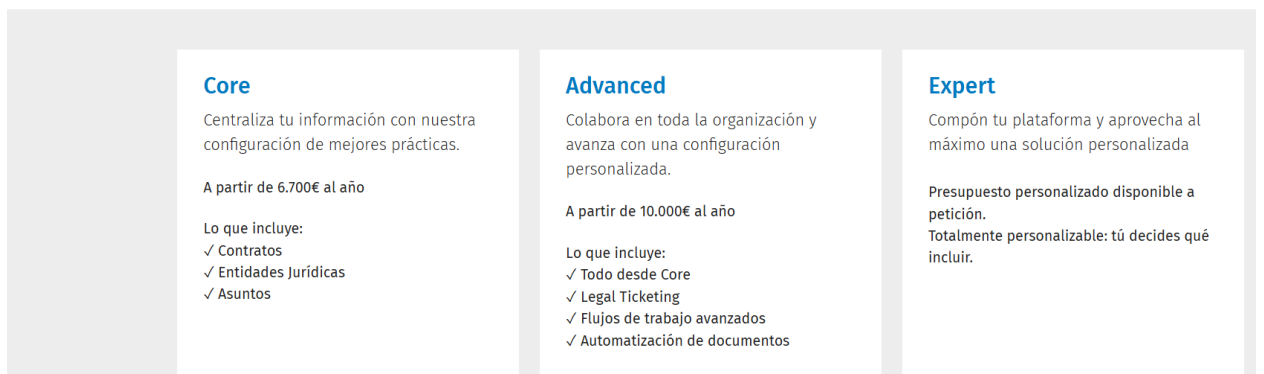 Core
Centraliza tu información con nuestra
configuración de mejores prácticas.
A partir de 6.700€ al año
Lo que incluye:
✓ Contratos
✓ Entidades Jurídicas
✓ Asuntos
Advanced
Colabora en toda la organización y
avanza con una configuración
personalizada.
A partir de 10.000€ al año
Lo que incluye:
✓ Todo desde Core
✓ Legal Ticketing
✓ Flujos de trabajo avanzados
✓ Automatización de documentos
Expert
Compón tu plataforma y aprovecha al
máximo una solución personalizada
Presupuesto personalizado disponible a
petición.
Totalmente personalizable: tú decides qué
incluir.